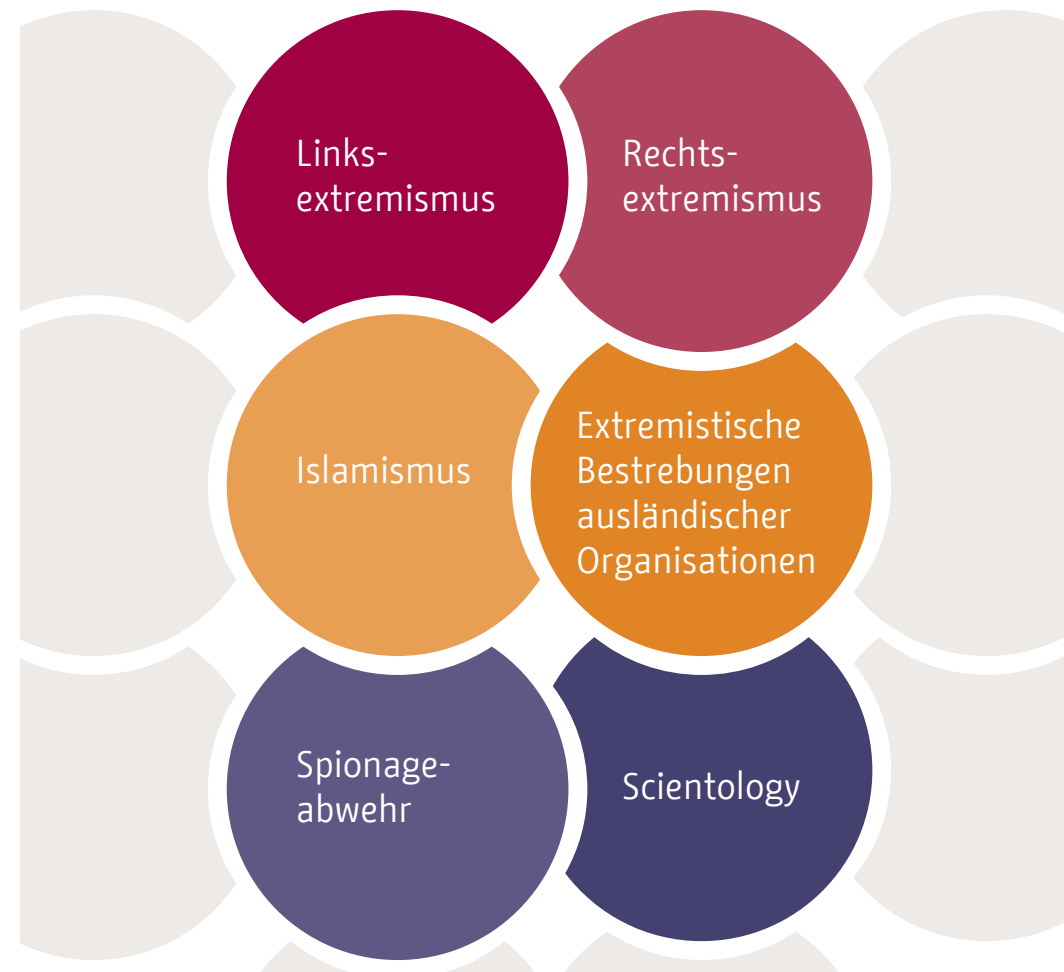 Links-
extremismus
Rechts-
extremismus
Islamismus
Extremistische
Bestrebungen
ausländischer
Organisationen
Spionage-
abwehr
Scientology